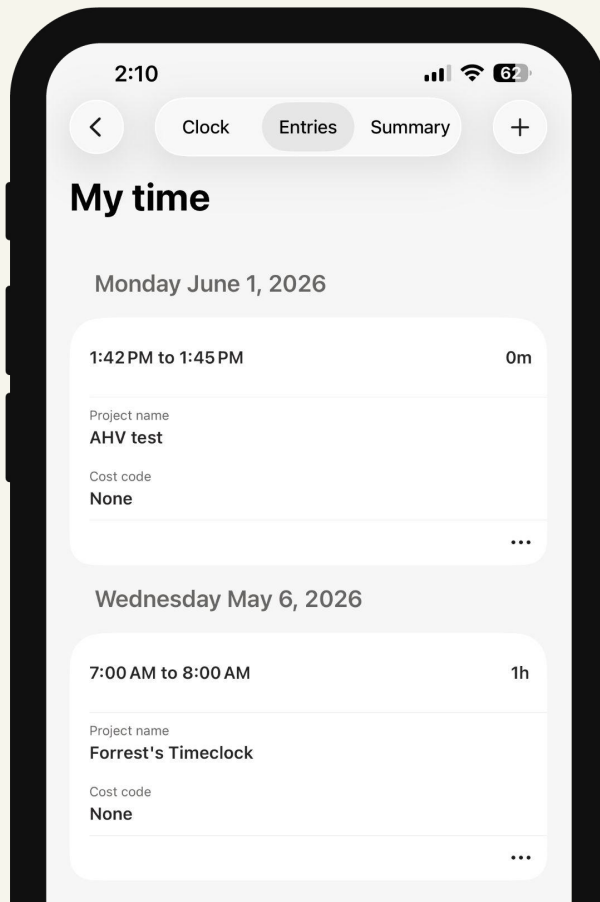 2:10
62
Clock Entries Summary
My time
Monday June 1, 2026
1:42 PM to 1:45 PM 0m
Project name
AHV test
Cost code
None
Wednesday May 6, 2026
7:00 AM to 8:00 AM 1h
Project name
Forrest's Timeclock
Cost code
None